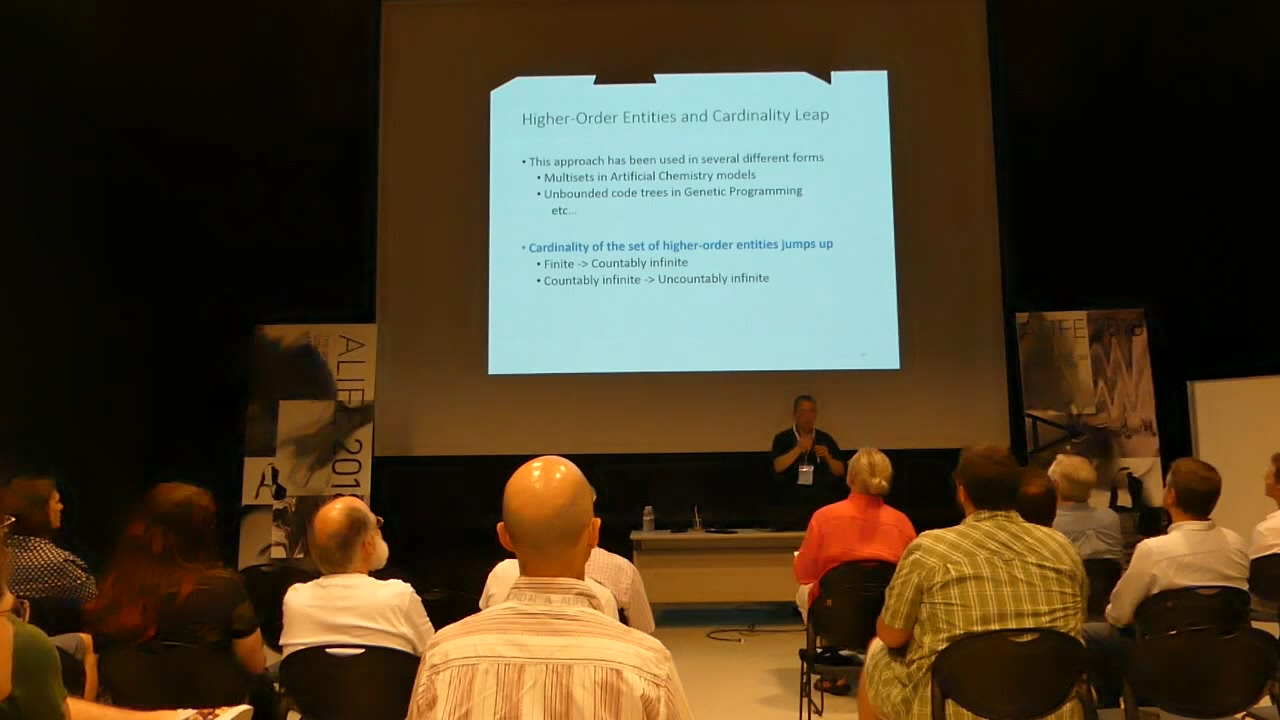 Higher-Order Entities and Cardinality Leap
• This approach has been used in several different forms
• Multisets in Artificial Chemistry models
• Unbounded code trees in Genetic Programming
etc...
• Cardinality of the set of higher-order entities jumps up
• Finite -> Countably infinite
• Countably infinite -> Uncountably infinite
ALIFE 201
ALIFE